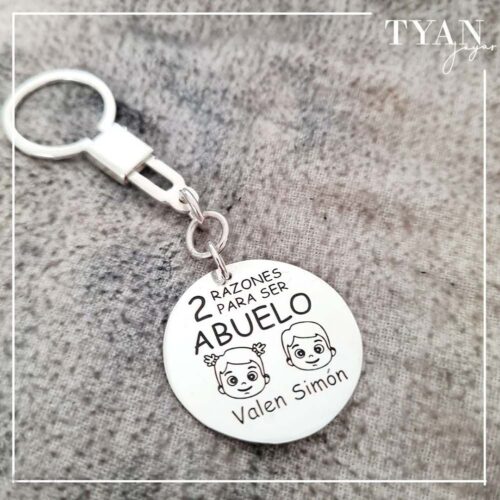 TYAN
Joyas
2 RAZONES
PARA SER
ABUELO
Valen Simón